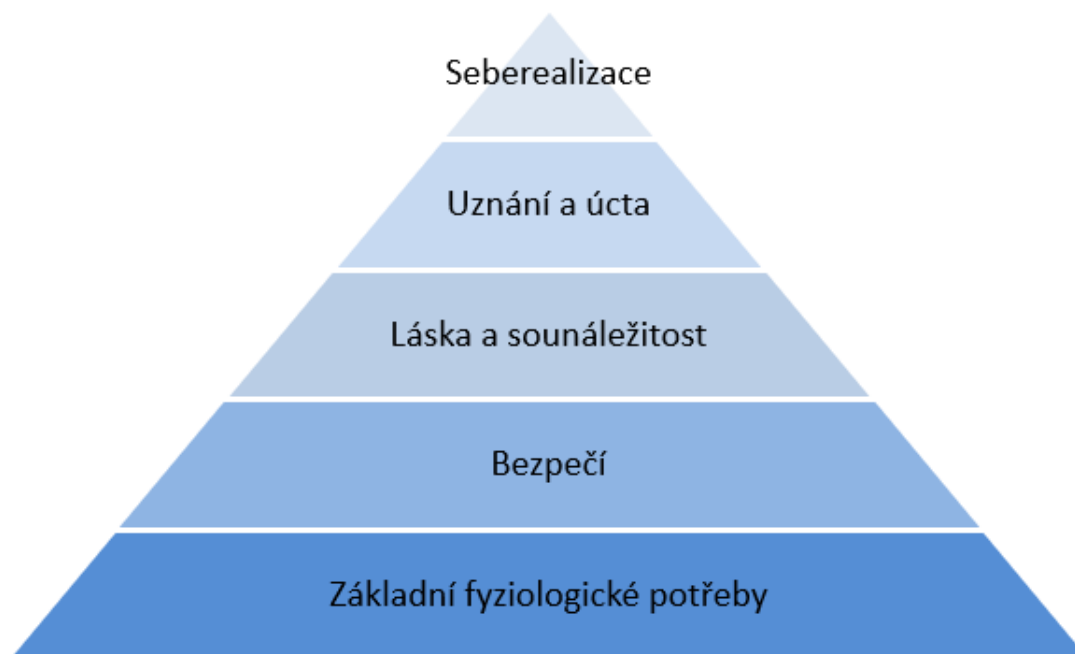 Seberealizace
Uznání a úcta
Láska a sounáležitost
Bezpečí
Základní fyziologické potřeby